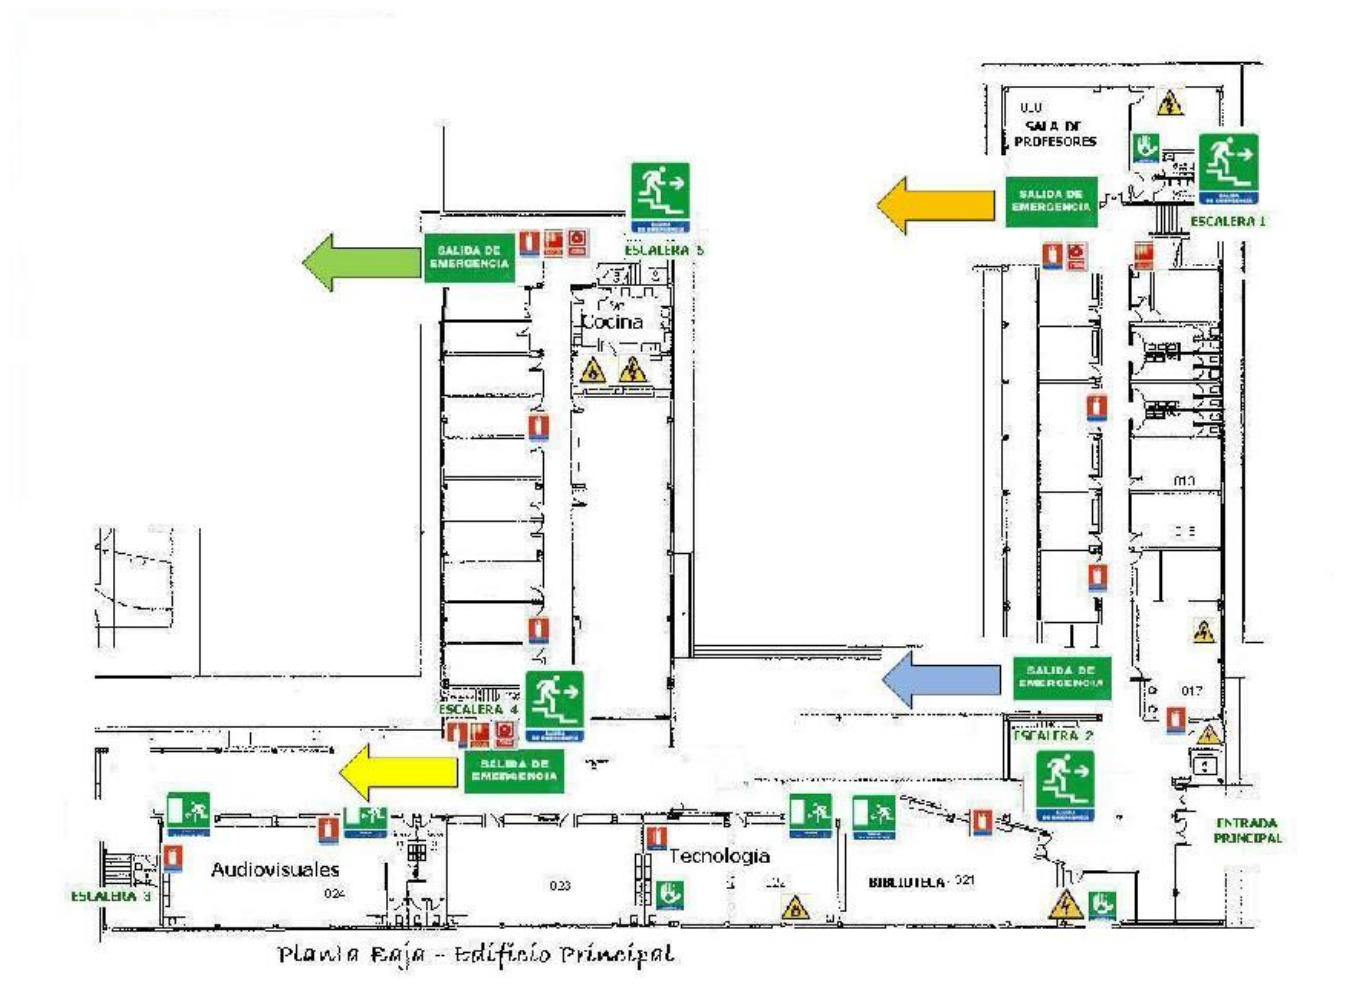 SALA DE
PROFESORES
SALIDA DE
EMERGENCIA
ESCALERA 1
SALIDA DE
EMERGENCIA
ESCALERA 5
Cocina
013
SALIDA DE
EMERGENCIA
017
ESCALERA 4
ESCALERA 2
SALIDA DE
EMERGENCIA
ENTRADA
PRINCIPAL
Audiovisuales
024
023
Tecnología
BIBLIOTECA - 021
ESCALERA 3
Planta Baja - Edificio Principal